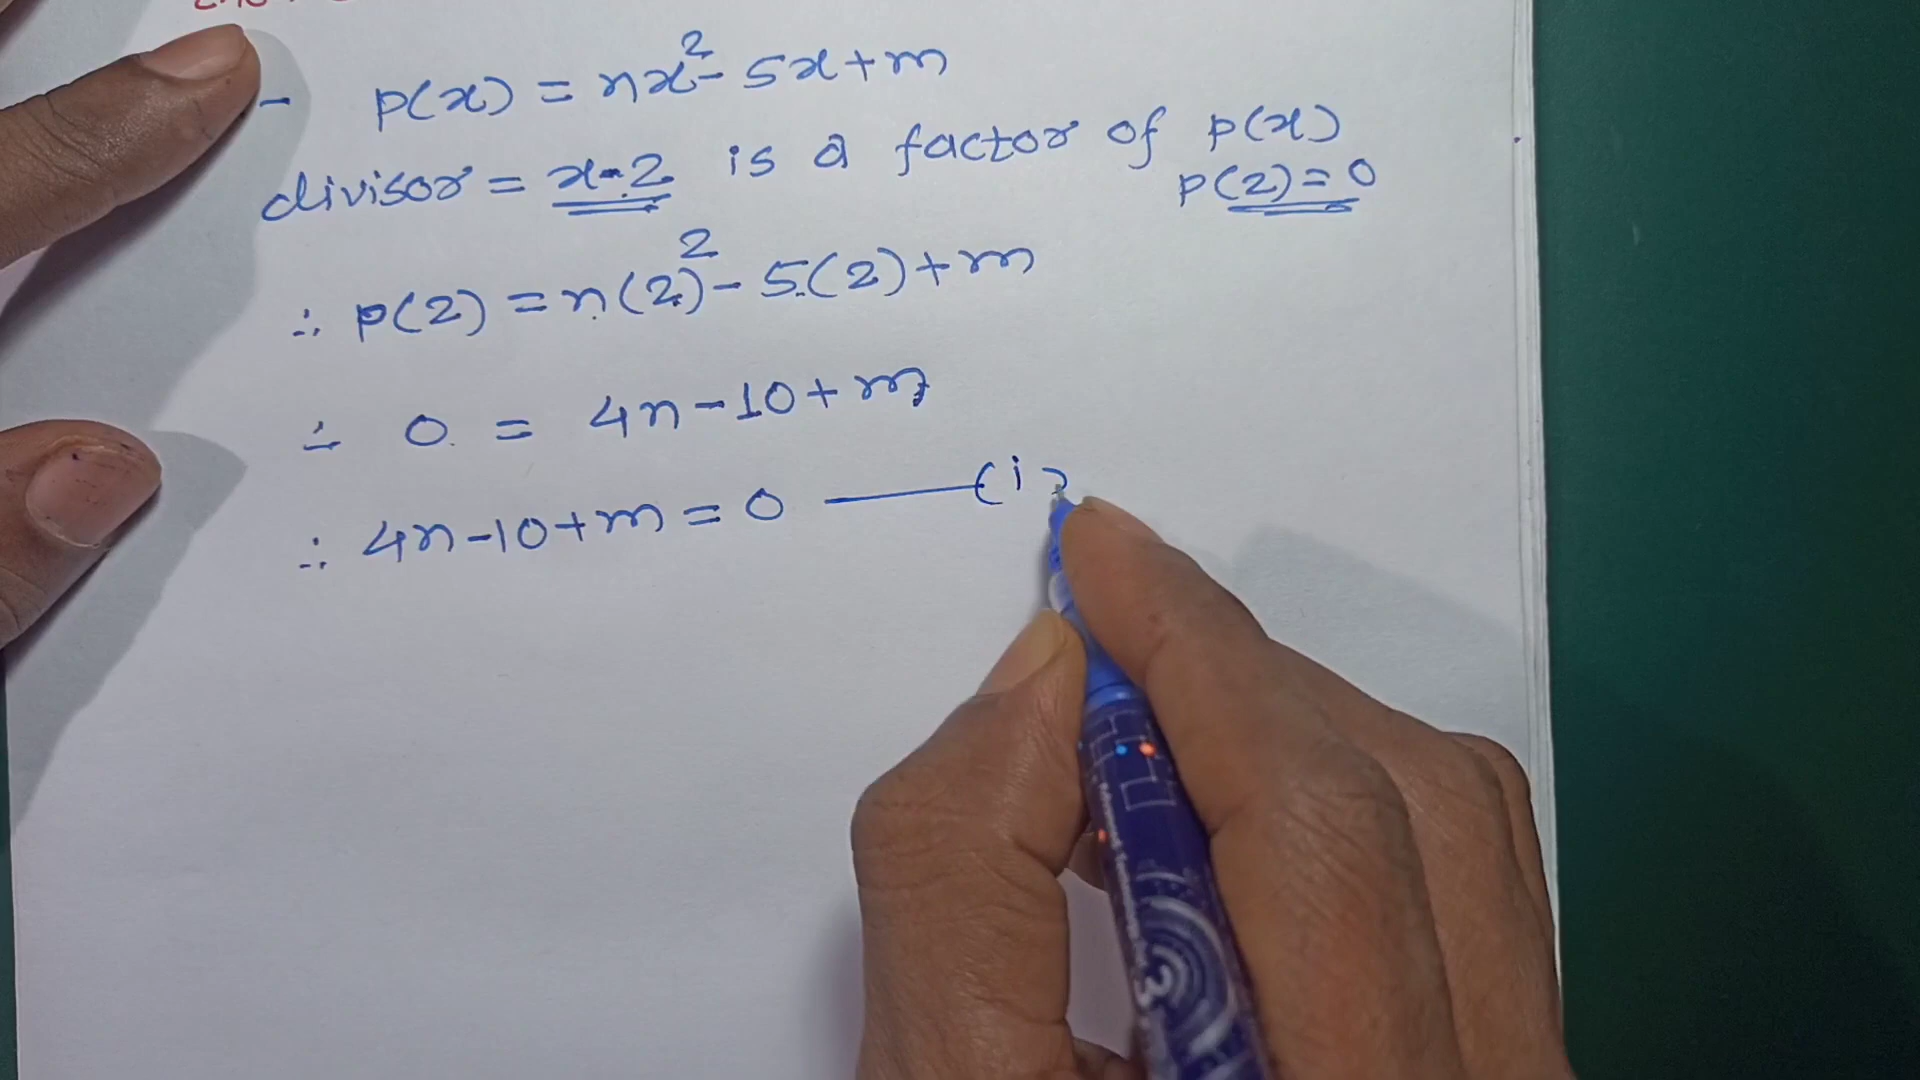 - p(x) = nx² - 5x + m
divisor = x-2 is a factor of p(x)
p(2) = 0
∴ p(2) = n(2)² - 5.(2) + m
∴ 0 = 4n - 10 + m
∴ 4n - 10 + m = 0 ——— (i)